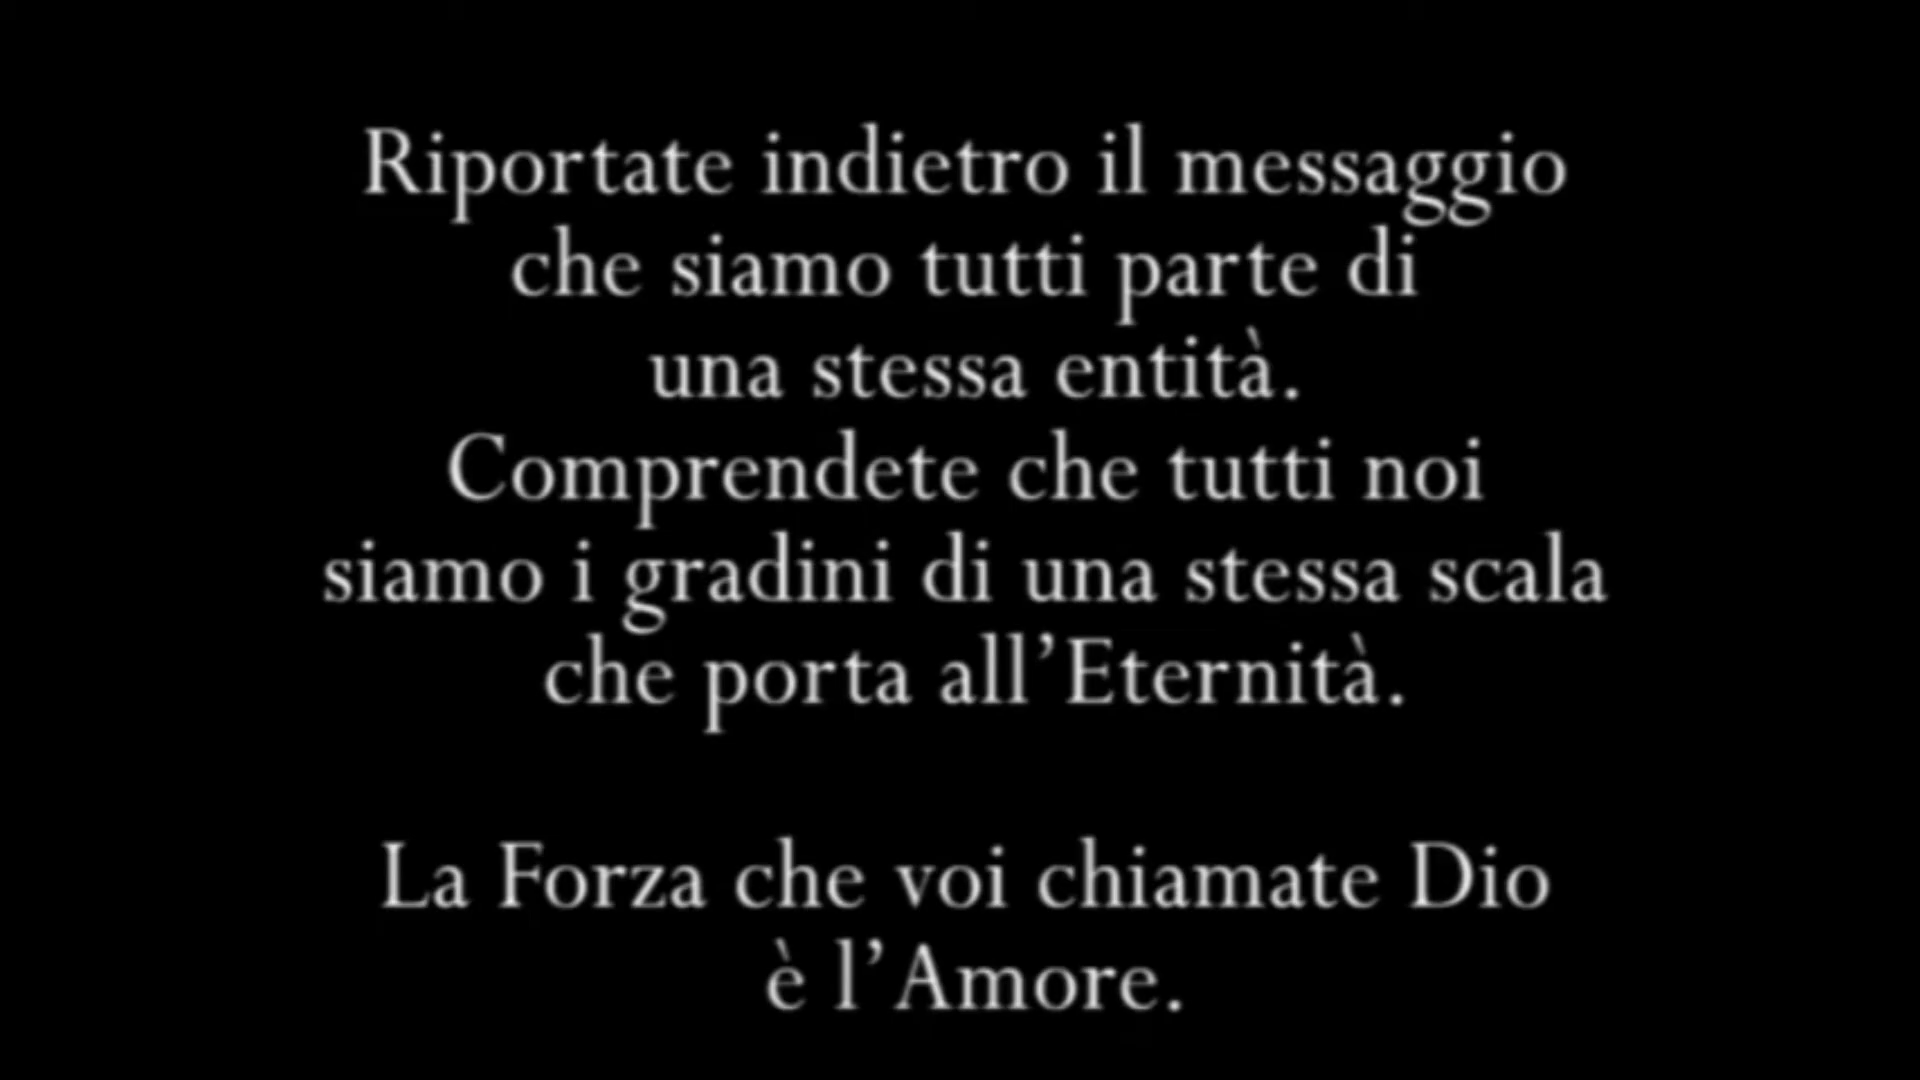 Riportate indietro il messaggio
che siamo tutti parte di
una stessa entità.
Comprendete che tutti noi
siamo i gradini di una stessa scala
che porta all’Eternità.
La Forza che voi chiamate Dio
è l’Amore.